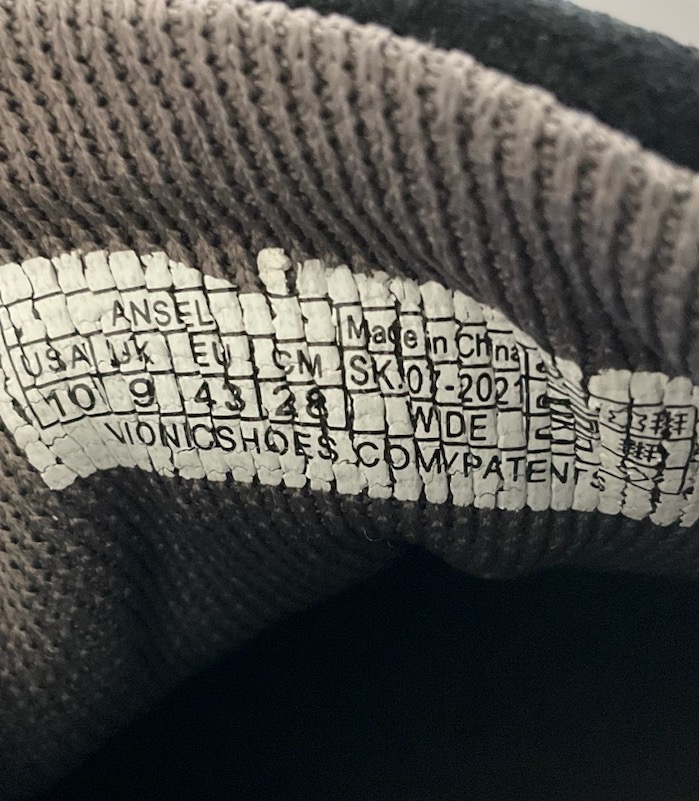 ANSEL
USA UK EU CM
10 9 43 28
Made in China
SK.07-2021
WIDE
VIONICSHOES.COM/PATENTS